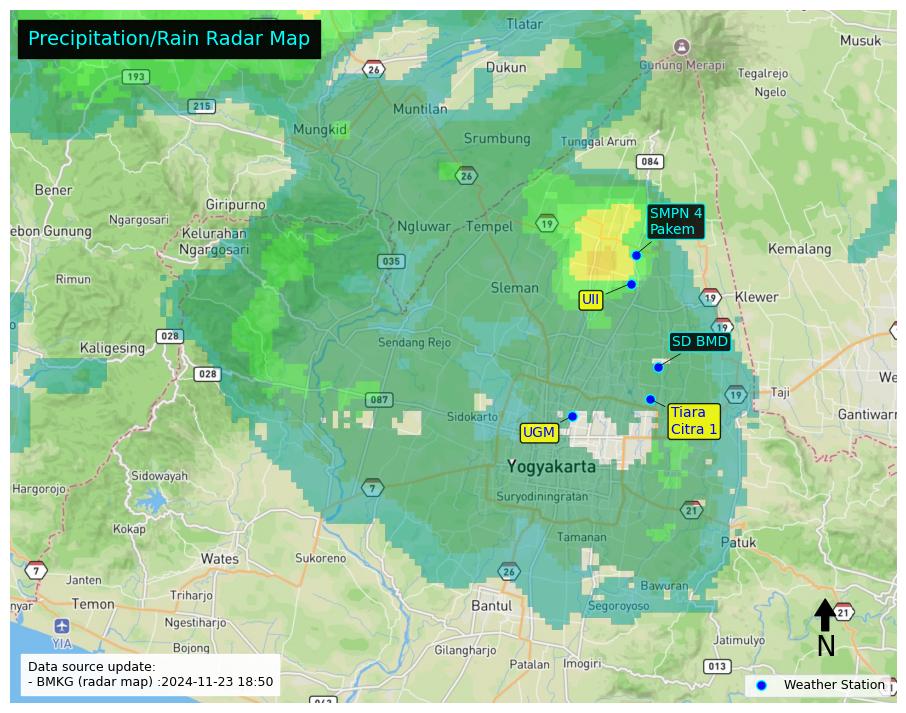 Precipitation/Rain Radar Map
Tlatar
Musuk
26
Dukun
Gunung Merapi
Tegalrejo
193
Ngelo
215
Muntilan
Mungkid
Srumbung
Tunggal Arum
084
26
Bener
Giripurno
SMPN 4
Pakem
Ngargosari
19
Ngluwar
Tempel
ebon Gunung
Kelurahan
Ngargosari
Kemalang
035
Rimun
Sleman
UII
19
Klewer
19
028
Sendang Rejo
SD BMD
Kaligesing
028
We
Taji
19
087
Sidokarto
Tiara
Citra 1
Gantiwarn
UGM
Yogyakarta
Sidowayah
Hargorojo
7
Suryodiningratan
21
Kokap
Tamanan
Patuk
Wates
Sukoreno
7
Janten
26
Bawuran
nyar
Temon
Triharjo
Bantul
Segoroyoso
21
Ngestiharjo
YIA
Jatimulyo
N
Bojong
Gilangharjo
Patalan
Imogiri
013
Data source update:
- BMKG (radar map) :2024-11-23 18:50
Weather Station